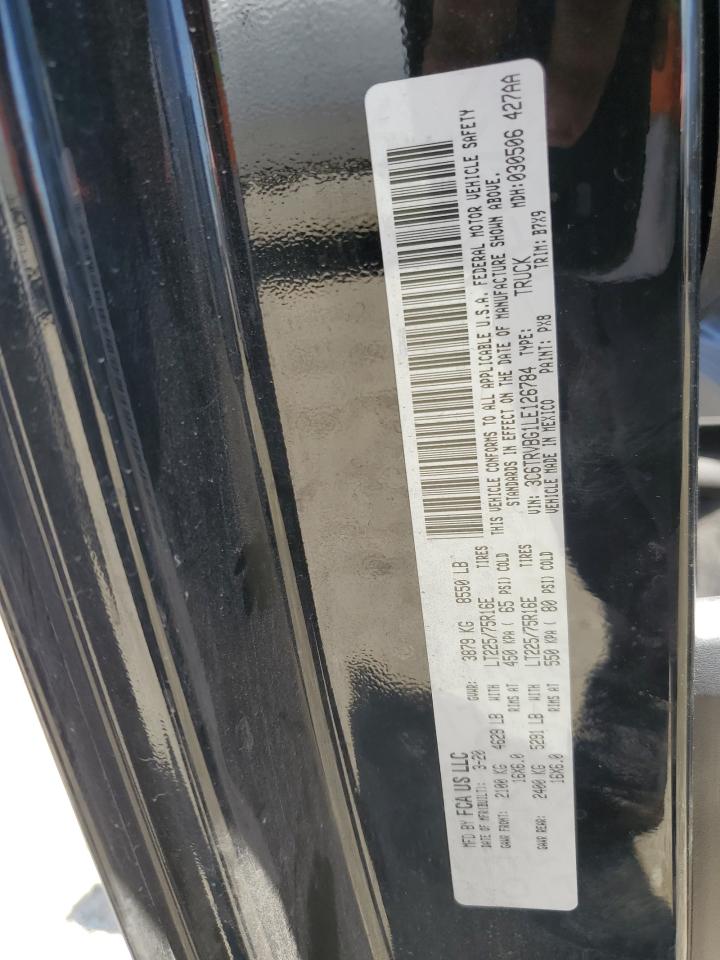 MFD BY FCA US LLC
DATE OF MFR(BUILT): 3-20
GVWR: 3879 KG 8550 LB
GAWR FRONT: 2100 KG 4629 LB WITH LT225/75R16E TIRES
16X6.0 RIMS AT 450 KPA ( 65 PSI) COLD
GAWR REAR: 2400 KG 5291 LB WITH LT225/75R16E TIRES
16X6.0 RIMS AT 550 KPA ( 80 PSI) COLD
THIS VEHICLE CONFORMS TO ALL APPLICABLE U.S.A. FEDERAL MOTOR VEHICLE SAFETY
STANDARDS IN EFFECT ON THE DATE OF MANUFACTURE SHOWN ABOVE.
VIN: 3C6TRVBG1LE126784 TYPE: TRUCK MDH:030506 427AA
VEHICLE MADE IN MEXICO PAINT: PX8 TRIM: B7X9